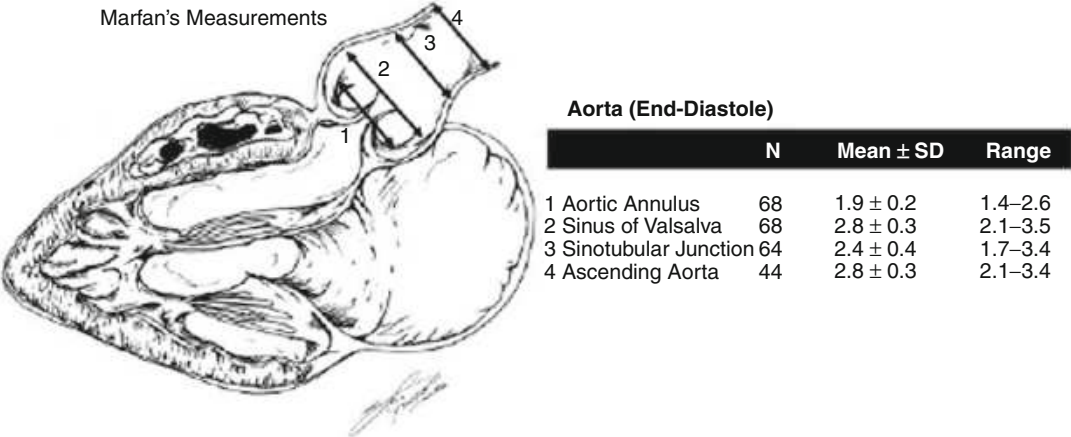 Marfan's Measurements
4
3
2
1
Aorta (End-Diastole)
N Mean ± SD Range
1 Aortic Annulus 68 1.9 ± 0.2 1.4–2.6
2 Sinus of Valsalva 68 2.8 ± 0.3 2.1–3.5
3 Sinotubular Junction 64 2.4 ± 0.4 1.7–3.4
4 Ascending Aorta 44 2.8 ± 0.3 2.1–3.4